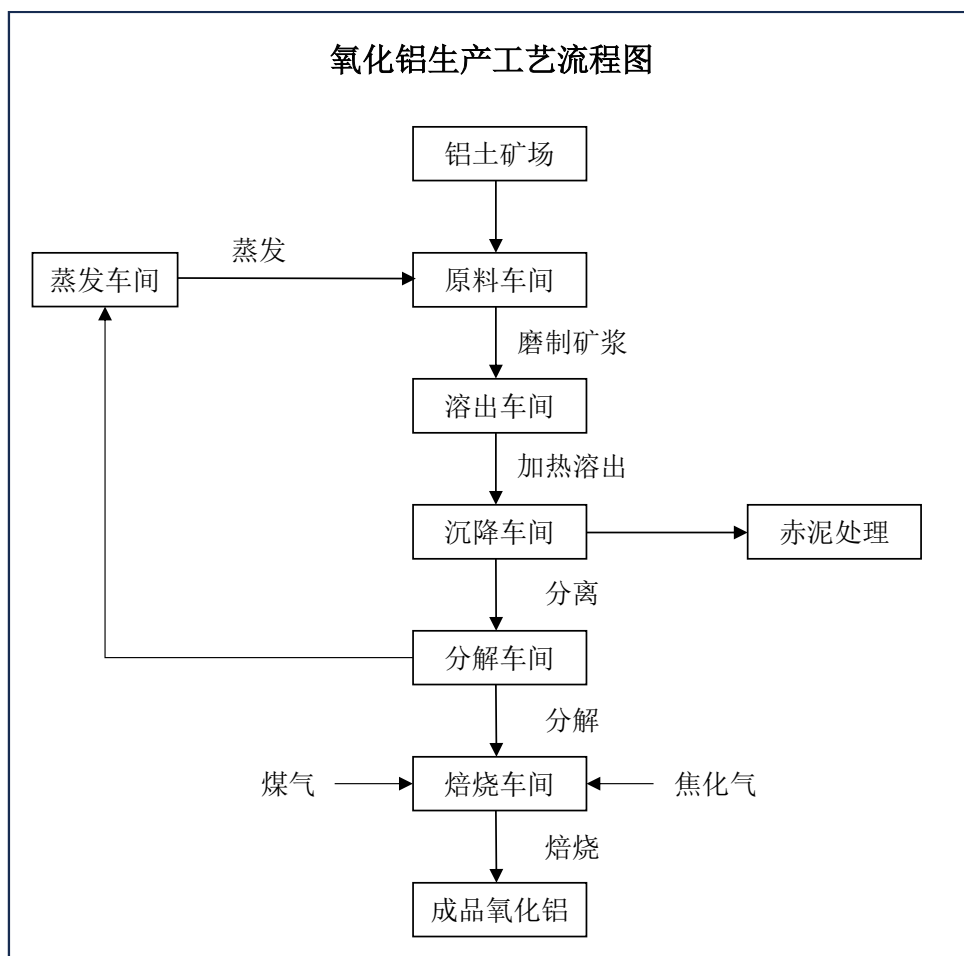 氧化铝生产工艺流程图
铝土矿场
蒸发
蒸发车间
原料车间
磨制矿浆
溶出车间
加热溶出
沉降车间
赤泥处理
分离
分解车间
分解
煤气
焙烧车间
焦化气
焙烧
成品氧化铝